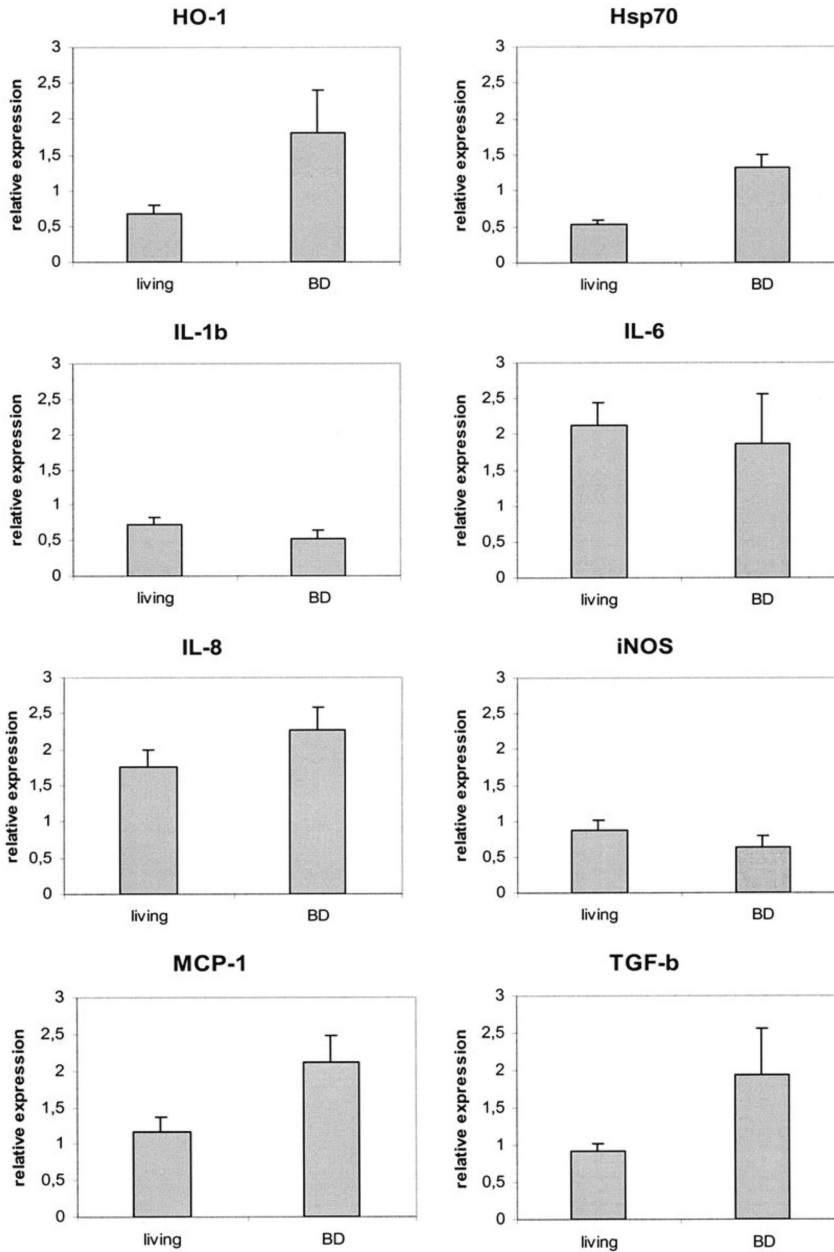 HO-1
relative expression
3
2,5
2
1,5
1
0,5
0
living BD
Hsp70
relative expression
3
2,5
2
1,5
1
0,5
0
living BD
IL-1b
relative expression
3
2,5
2
1,5
1
0,5
0
living BD
IL-6
relative expression
3
2,5
2
1,5
1
0,5
0
living BD
IL-8
relative expression
3
2,5
2
1,5
1
0,5
0
living BD
iNOS
relative expression
3
2,5
2
1,5
1
0,5
0
living BD
MCP-1
relative expression
3
2,5
2
1,5
1
0,5
0
living BD
TGF-b
relative expression
3
2,5
2
1,5
1
0,5
0
living BD